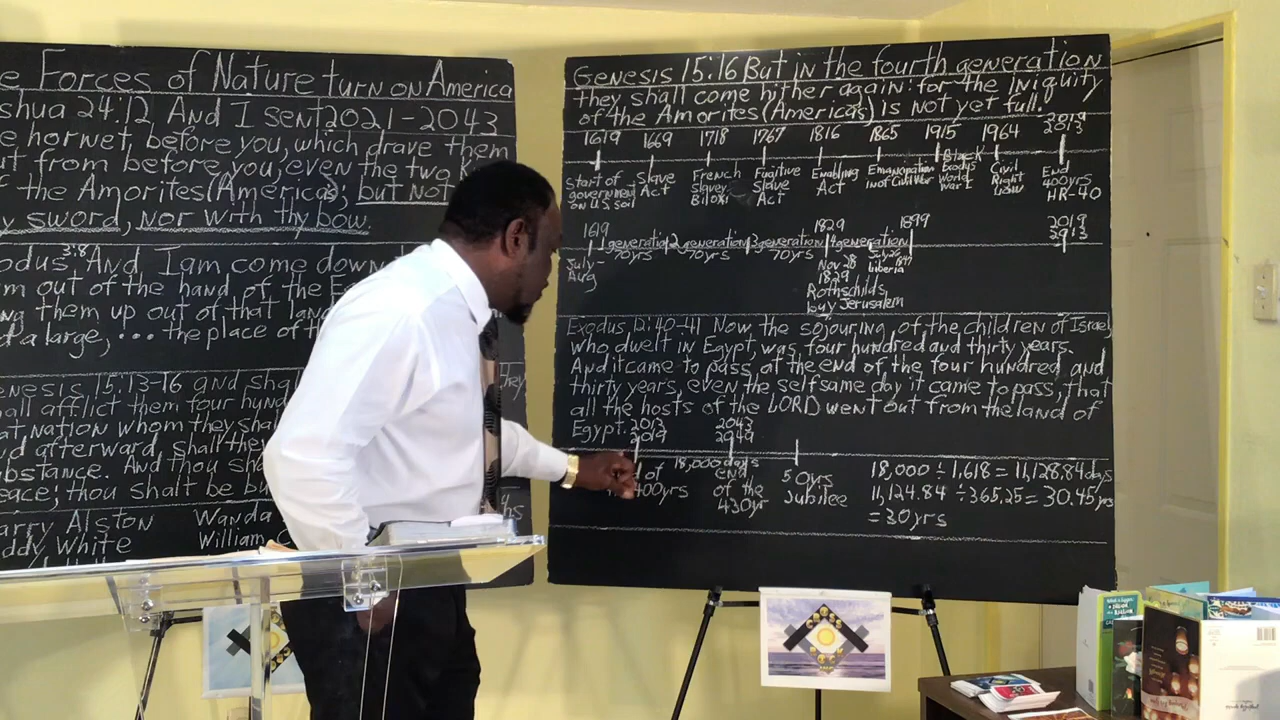 e Forces of Nature turn on America
shua 24:12 And I sent 2021-2043
e hornet, before you, which drave them
ut from before you, even the two K
f the Amorites (Americas); but not
y sword, nor with thy bow.
odus 3:8 And I am come down
m out of the hand of the Eg
ng them up out of that land
d a large, ... the place of th
enesis 15:13-16 and shal
all afflict them four hund
at nation whom they shal
nd afterward shall they
bstance. And thou sha
eace; thou shalt be bu
They
arry Alston Wanda
ddy White William C
Genesis 15:16 But in the fourth generation
they shall come hither again: for the iniquity
of the Amorites (Americas) is not yet full.
1619 1669 1718 1767 1816 1865 1915 1964 2019
2013
Start of government on U.S soil
Slave Act
French Slavery Biloxi
Fugitive Slave Act
Enabling Act
Emancipation
Civil War
Black Exodus World War I
Civil Right Law
End 400yrs HR-40
1619 1829 1899 2019
2013
generation 2 generation 3 generation 4 generation
70yrs 70yrs 70yrs
July Aug
Nov 28
1829
Rothschilds
buy Jerusalem
July 26 1847
Liberia
Exodus 12:40-41 Now the sojouring of the children of Israel,
who dwelt in Egypt, was four hundred and thirty years.
And it came to pass at the end of the four hundred and
thirty years, even the selfsame day it came to pass, that
all the hosts of the LORD went out from the land of
Egypt. 2013 2043
2019 2049
of 18,000 days 50yrs
400yrs End of the 430yr Jubilee
18,000 ÷ 1.618 = 11,128.84 days
11,124.84 ÷ 365.25 = 30.45 yrs
= 30yrs